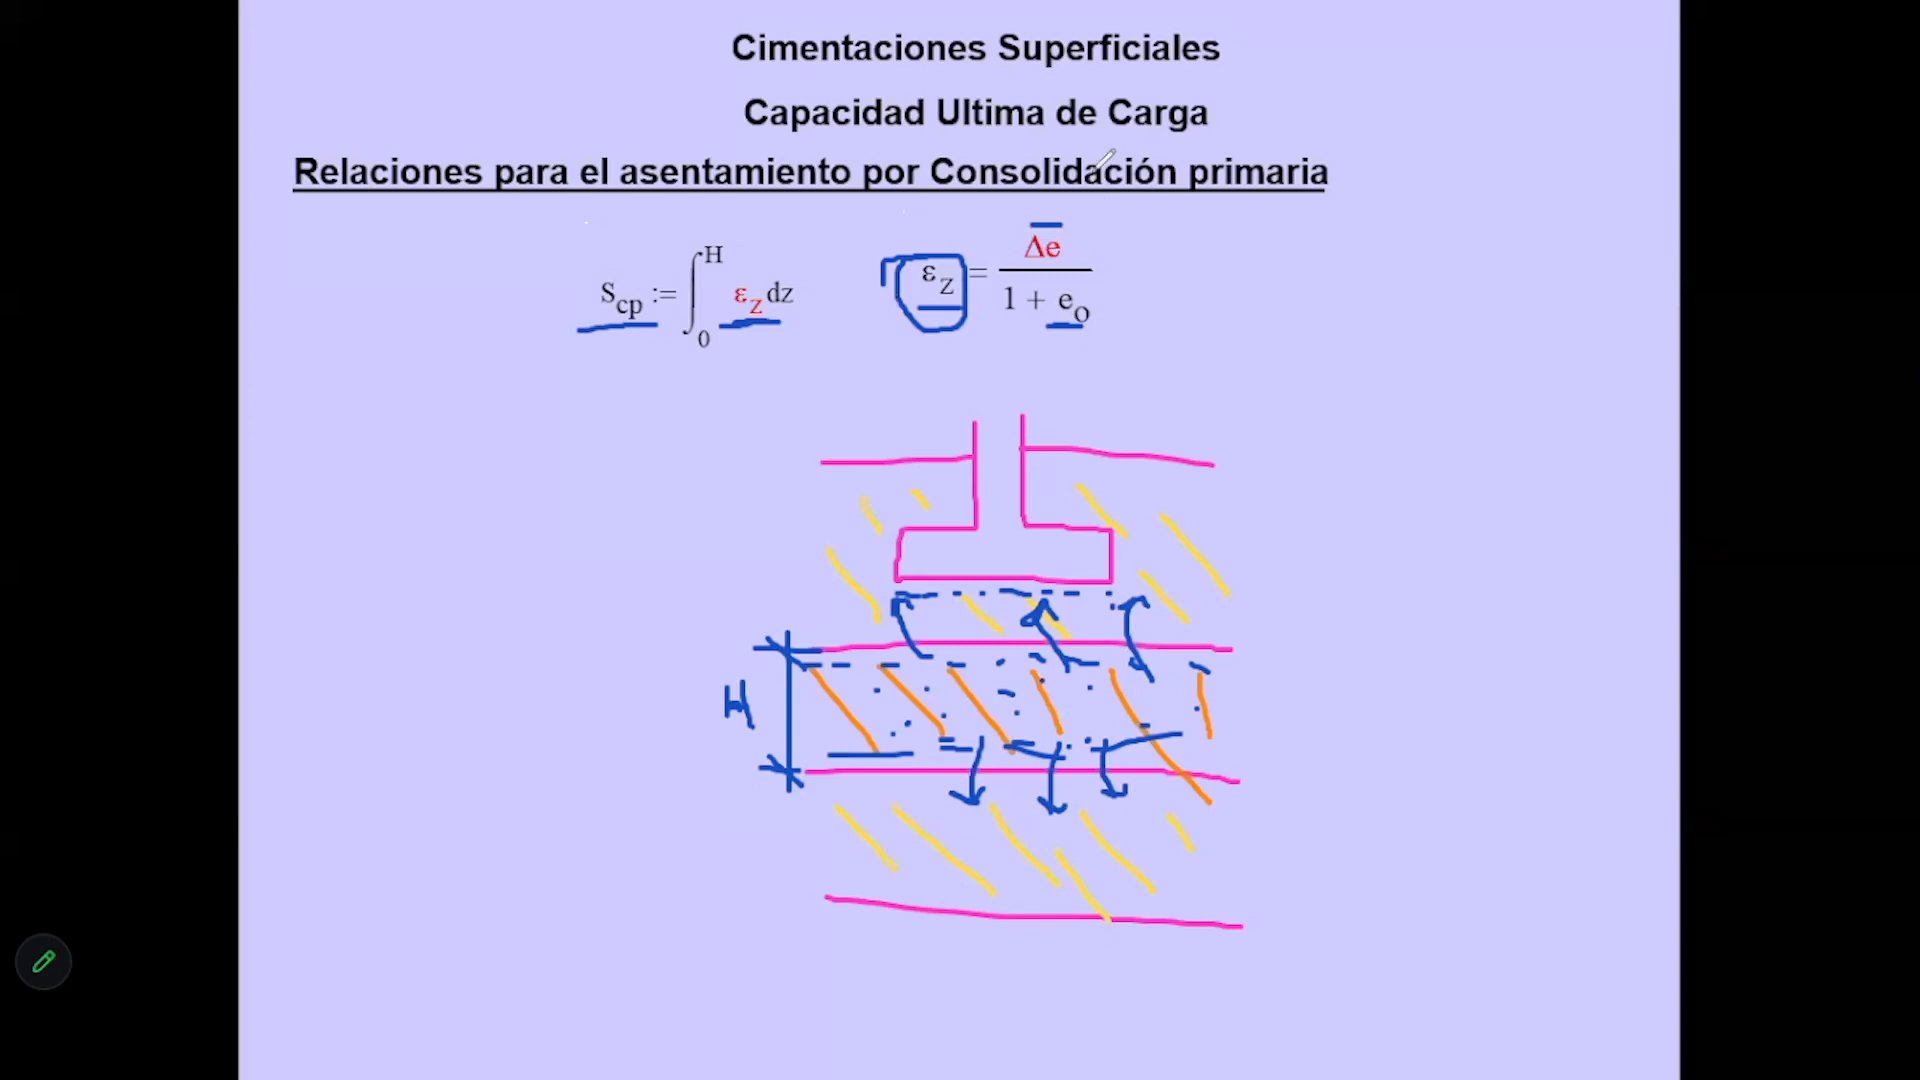 Cimentaciones Superficiales
Capacidad Ultima de Carga
Relaciones para el asentamiento por Consolidación primaria
S_cp := ∫_0^H ε_z dz
ε_z = Δe / (1 + e_o)
H